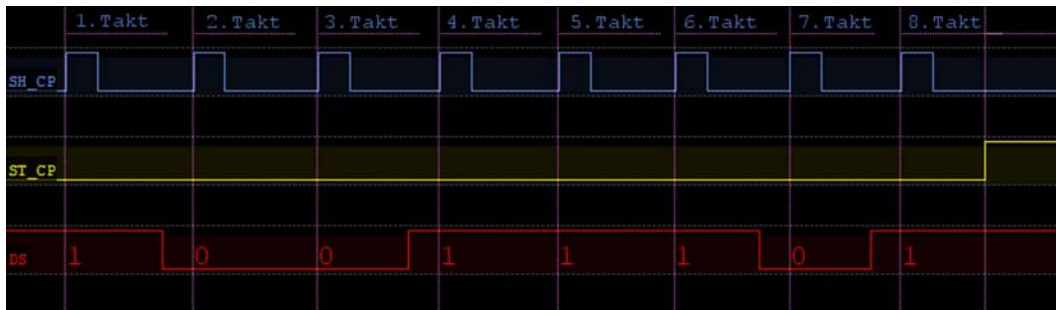 1.Takt 2.Takt 3.Takt 4.Takt 5.Takt 6.Takt 7.Takt 8.Takt
SH_CP
ST_CP
DS 1 0 0 1 1 1 0 1